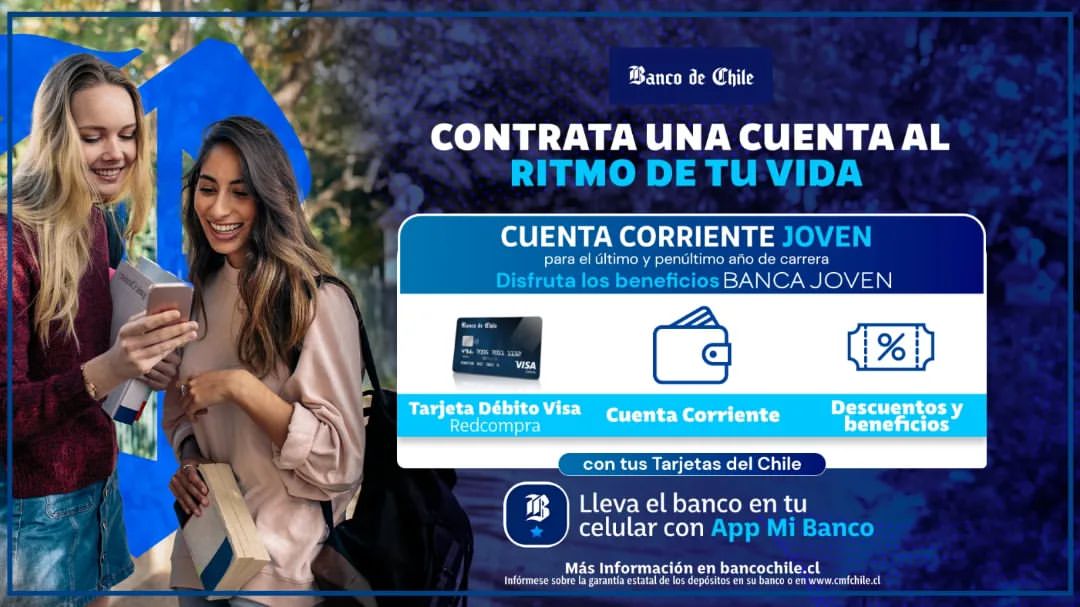 Banco de Chile
CONTRATA UNA CUENTA AL
RITMO DE TU VIDA
CUENTA CORRIENTE JOVEN
para el último y penúltimo año de carrera
Disfruta los beneficios BANCA JOVEN
Banco de Chile
VISA
Tarjeta Débito Visa
Redcompra
Cuenta Corriente
%
Descuentos y
beneficios
con tus Tarjetas del Chile
B
Lleva el banco en tu
celular con App Mi Banco
Más Información en bancochile.cl
Infórmese sobre la garantía estatal de los depósitos en su banco o en www.cmfchile.cl